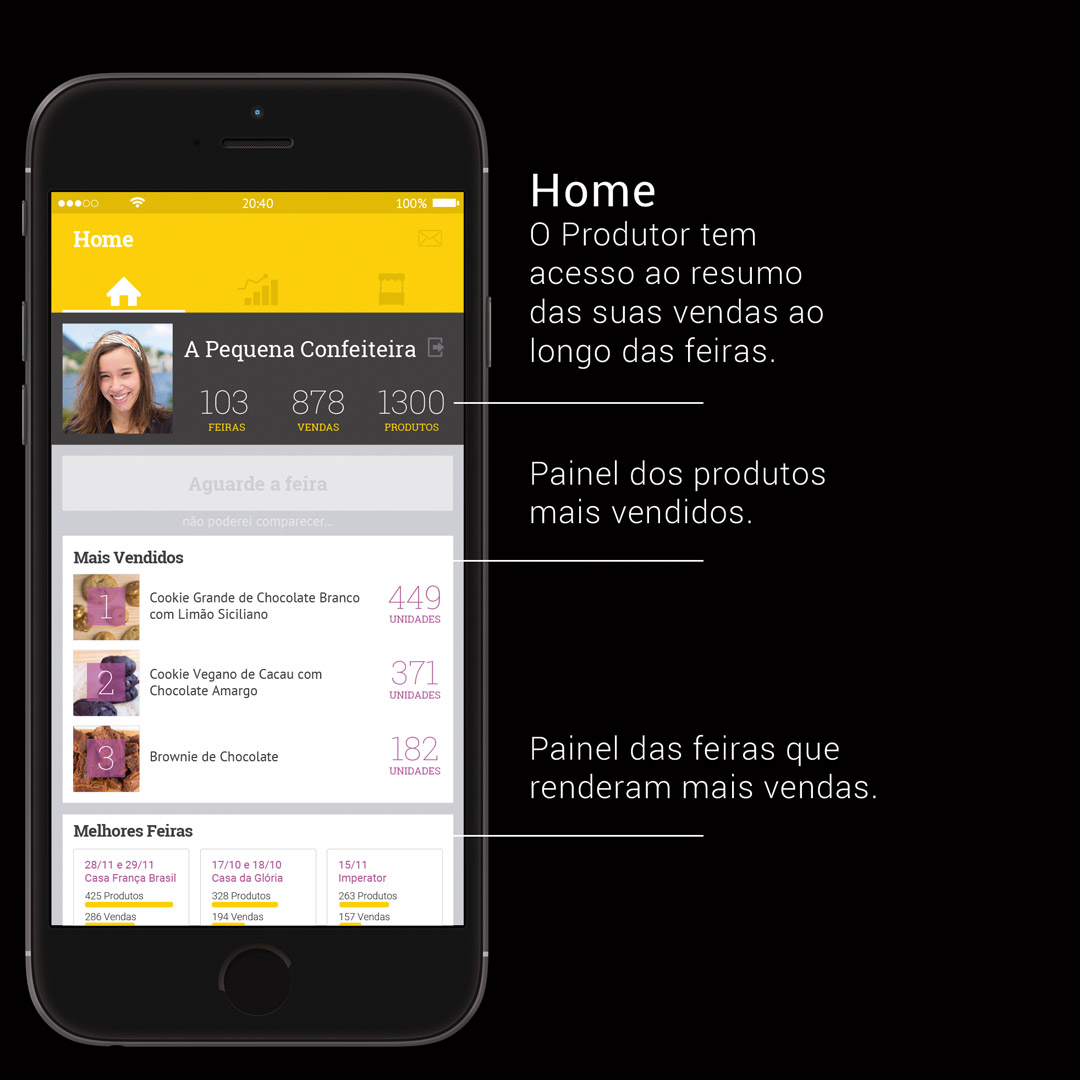 20:40
100%
Home
A Pequena Confeiteira
103
878
1300
FEIRAS
VENDAS
PRODUTOS
Aguarde a feira
não poderei comparecer...
Mais Vendidos
1
Cookie Grande de Chocolate Branco
com Limão Siciliano
449
UNIDADES
2
Cookie Vegano de Cacau com
Chocolate Amargo
371
UNIDADES
3
Brownie de Chocolate
182
UNIDADES
Melhores Feiras
28/11 e 29/11
Casa França Brasil
425 Produtos
286 Vendas
17/10 e 18/10
Casa da Glória
328 Produtos
194 Vendas
15/11
Imperator
263 Produtos
157 Vendas
Home
O Produtor tem
acesso ao resumo
das suas vendas ao
longo das feiras.
Painel dos produtos
mais vendidos.
Painel das feiras que
renderam mais vendas.